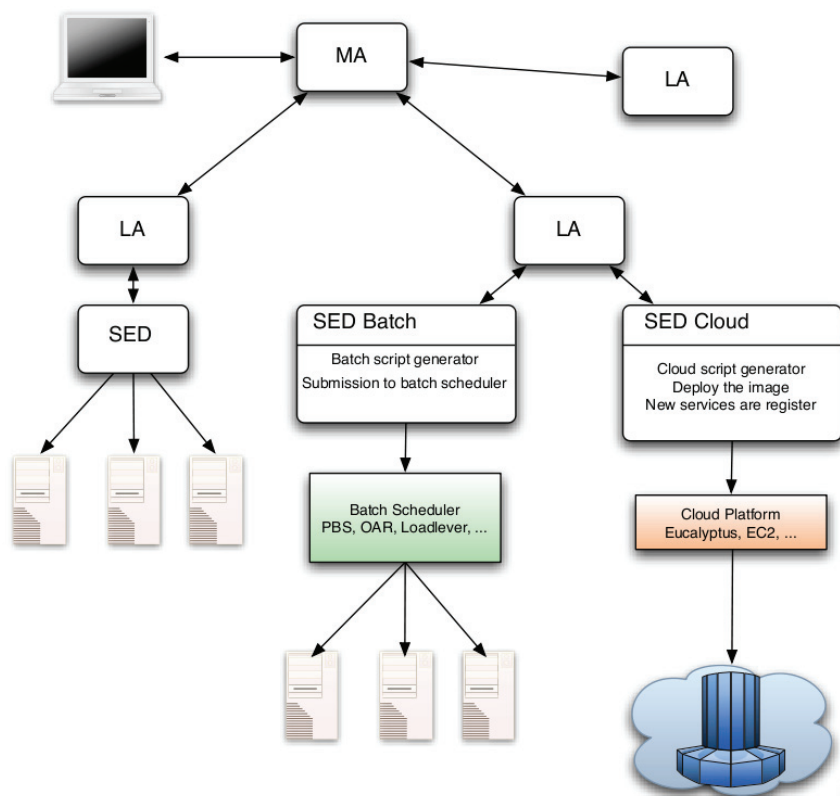 MA
LA
LA
LA
SED
SED Batch
Batch script generator
Submission to batch scheduler
SED Cloud
Cloud script generator
Deploy the image
New services are register
Batch Scheduler
PBS, OAR, Loadlever, ...
Cloud Platform
Eucalyptus, EC2, ...